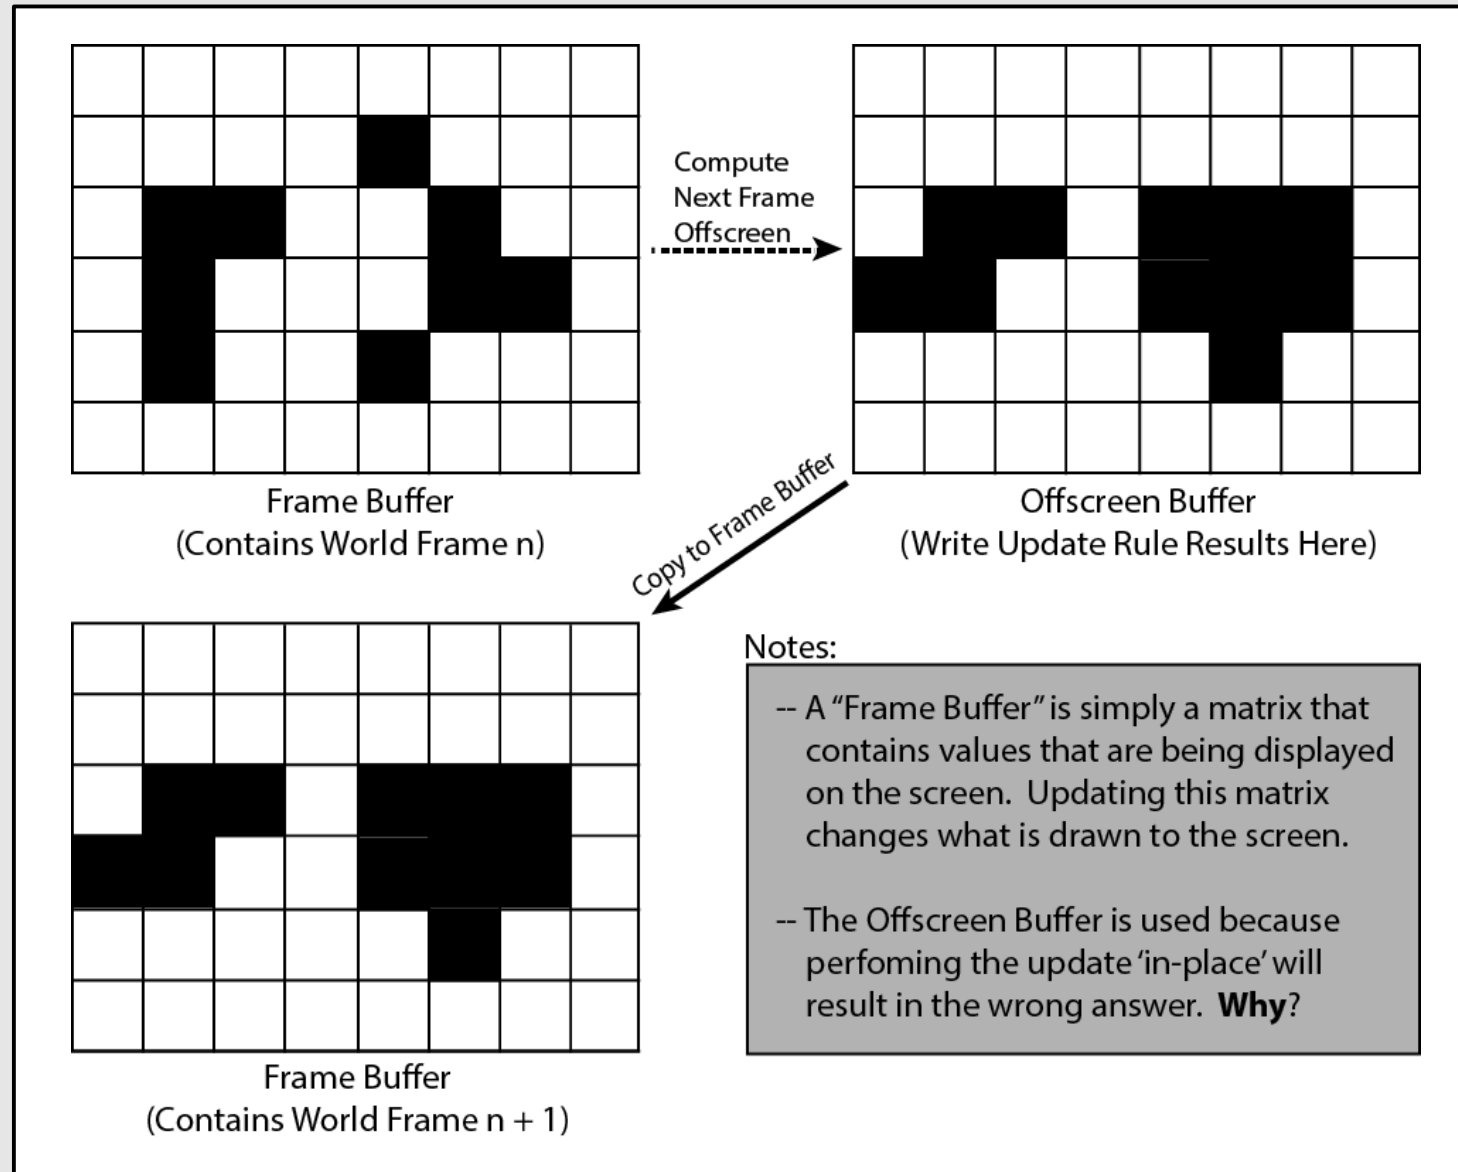 Compute
Next Frame
Offscreen
Frame Buffer
(Contains World Frame n)
Offscreen Buffer
(Write Update Rule Results Here)
Copy to Frame Buffer
Frame Buffer
(Contains World Frame n + 1)
Notes:
-- A “Frame Buffer” is simply a matrix that
contains values that are being displayed
on the screen.  Updating this matrix
changes what is drawn to the screen.
-- The Offscreen Buffer is used because
perfoming the update ‘in-place’ will
result in the wrong answer.  Why?